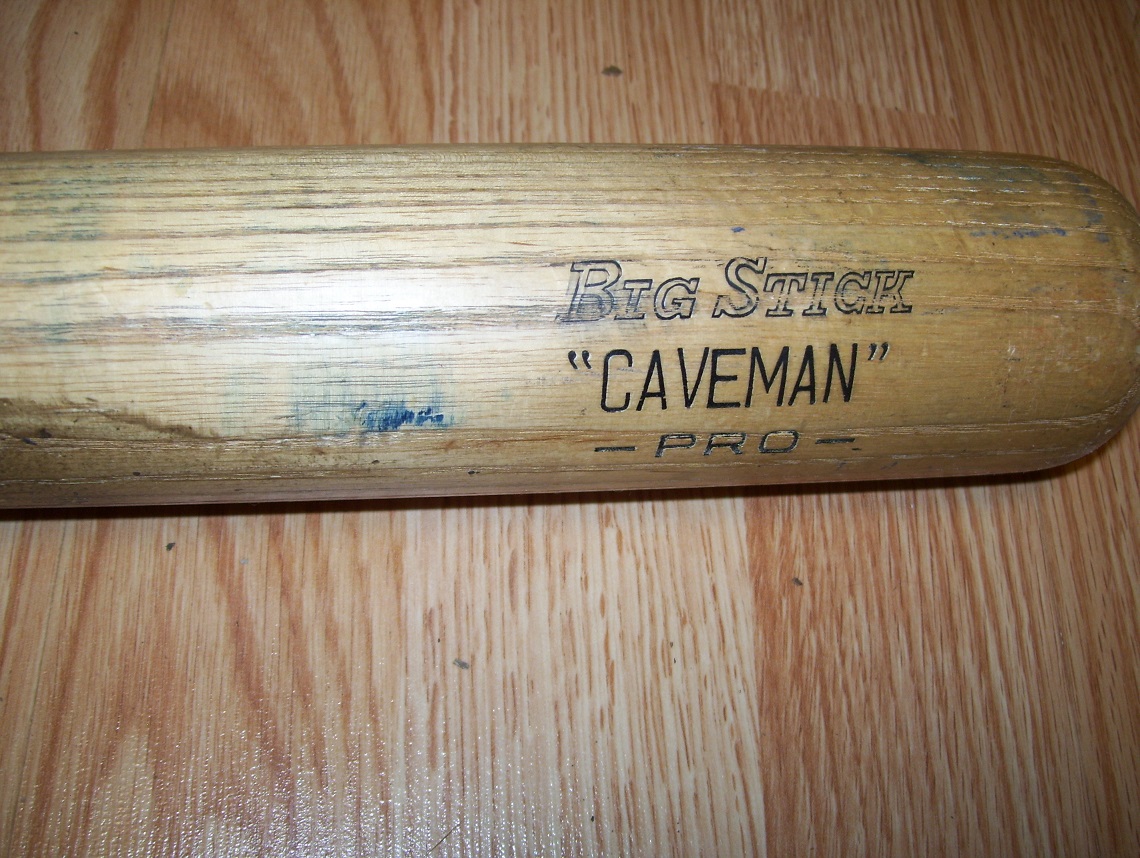 BIG STICK
"CAVEMAN"
- PRO -